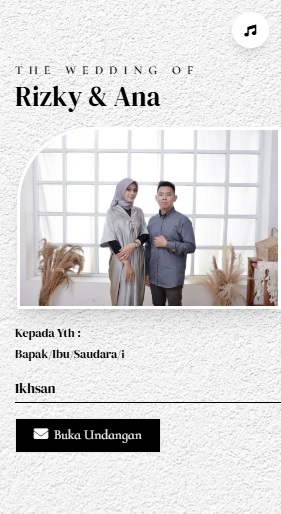 THE WEDDING OF
Rizky & Ana
Kepada Yth :
Bapak/Ibu/Saudara/i
Ikhsan
Buka Undangan